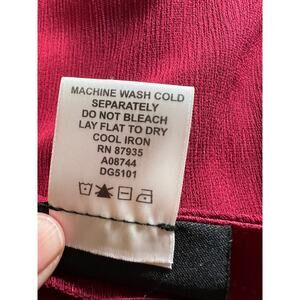 MACHINE WASH COLD
SEPARATELY
DO NOT BLEACH
LAY FLAT TO DRY
COOL IRON
RN 87935
A08744
DG5101